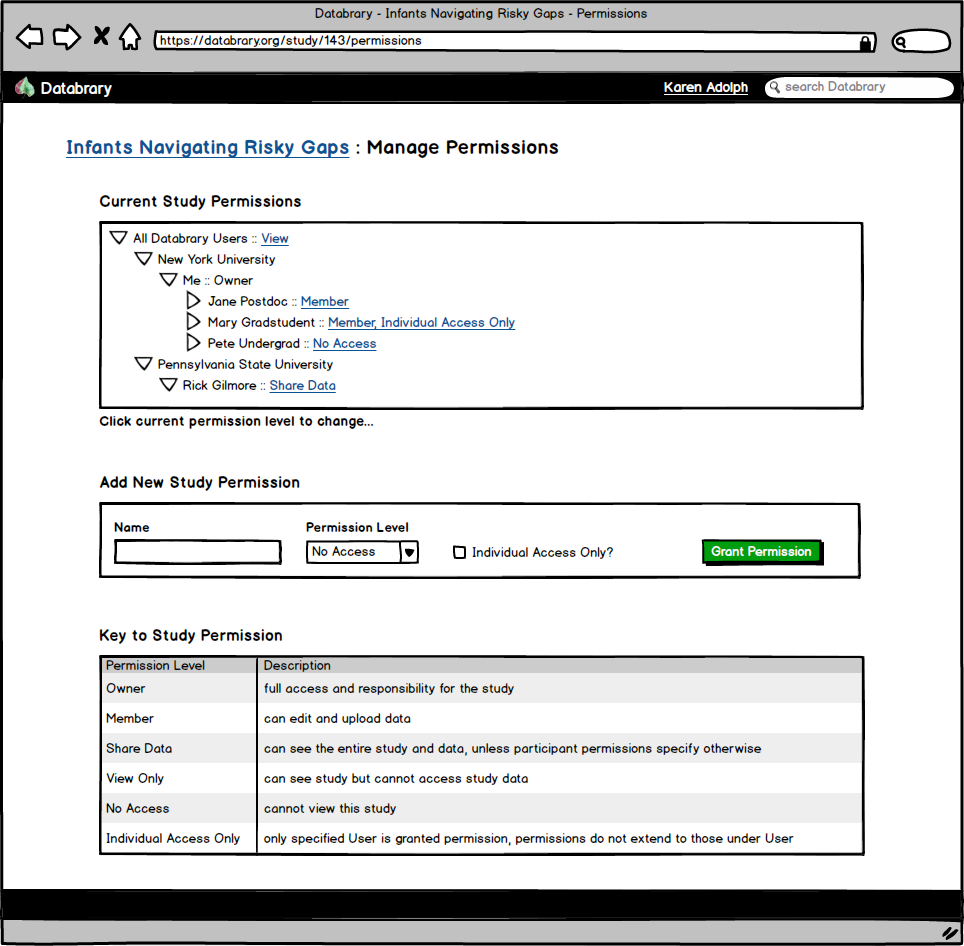 Databrary - Infants Navigating Risky Gaps - Permissions
https://databrary.org/study/143/permissions
Databrary Karen Adolph search Databrary
Infants Navigating Risky Gaps : Manage Permissions
Current Study Permissions
All Databrary Users :: View
New York University
Me :: Owner
Jane Postdoc :: Member
Mary Gradstudent :: Member, Individual Access Only
Pete Undergrad :: No Access
Pennsylvania State University
Rick Gilmore :: Share Data
Click current permission level to change...
Add New Study Permission
Name Permission Level
No Access Individual Access Only? Grant Permission
Key to Study Permission
Permission Level Description
Owner full access and responsibility for the study
Member can edit and upload data
Share Data can see the entire study and data, unless participant permissions specify otherwise
View Only can see study but cannot access study data
No Access cannot view this study
Individual Access Only only specified User is granted permission, permissions do not extend to those under User